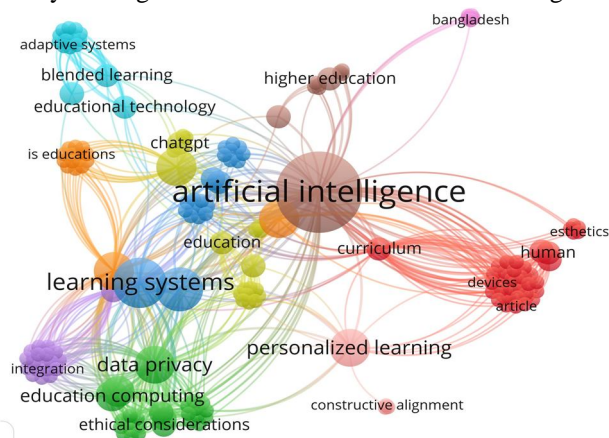 bangladesh
adaptive systems
blended learning
higher education
educational technology
chatgpt
is educations
artificial intelligence
esthetics
education
curriculum
human
learning systems
devices
article
personalized learning
integration
data privacy
education computing
constructive alignment
ethical considerations